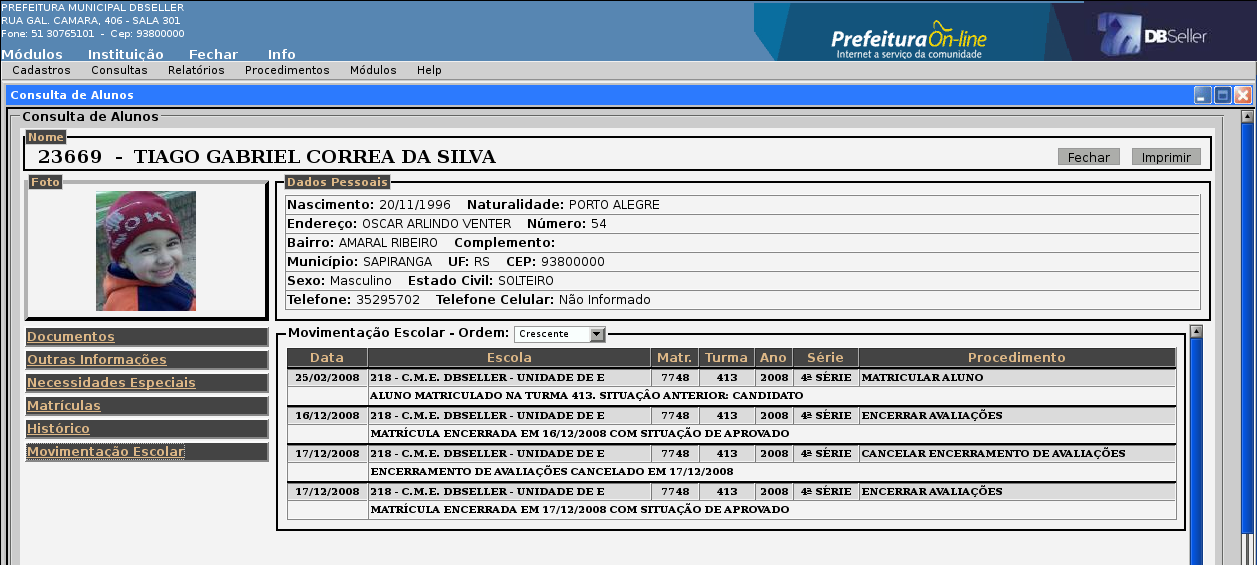 PREFEITURA MUNICIPAL DBSELLER
RUA GAL. CAMARA, 406 - SALA 301
Fone: 51 30765101 - Cep: 93800000
Prefeitura On-line
Internet a serviço da comunidade
DBSeller
Módulos Instituição Fechar Info
Cadastros Consultas Relatórios Procedimentos Módulos Help
Consulta de Alunos
Consulta de Alunos
Nome
23669 - TIAGO GABRIEL CORREA DA SILVA
Fechar Imprimir
Foto
Dados Pessoais
Nascimento: 20/11/1996 Naturalidade: PORTO ALEGRE
Endereço: OSCAR ARLINDO VENTER Número: 54
Bairro: AMARAL RIBEIRO Complemento:
Município: SAPIRANGA UF: RS CEP: 93800000
Sexo: Masculino Estado Civil: SOLTEIRO
Telefone: 35295702 Telefone Celular: Não Informado
Documentos
Outras Informações
Necessidades Especiais
Matrículas
Histórico
Movimentação Escolar
Movimentação Escolar - Ordem: Crescente
Data Escola Matr. Turma Ano Série Procedimento
25/02/2008 218 - C.M.E. DBSELLER - UNIDADE DE E 7748 413 2008 4ª SÉRIE MATRICULAR ALUNO
ALUNO MATRICULADO NA TURMA 413. SITUAÇÃO ANTERIOR: CANDIDATO
16/12/2008 218 - C.M.E. DBSELLER - UNIDADE DE E 7748 413 2008 4ª SÉRIE ENCERRAR AVALIAÇÕES
MATRÍCULA ENCERRADA EM 16/12/2008 COM SITUAÇÃO DE APROVADO
17/12/2008 218 - C.M.E. DBSELLER - UNIDADE DE E 7748 413 2008 4ª SÉRIE CANCELAR ENCERRAMENTO DE AVALIAÇÕES
ENCERRAMENTO DE AVALIAÇÕES CANCELADO EM 17/12/2008
17/12/2008 218 - C.M.E. DBSELLER - UNIDADE DE E 7748 413 2008 4ª SÉRIE ENCERRAR AVALIAÇÕES
MATRÍCULA ENCERRADA EM 17/12/2008 COM SITUAÇÃO DE APROVADO